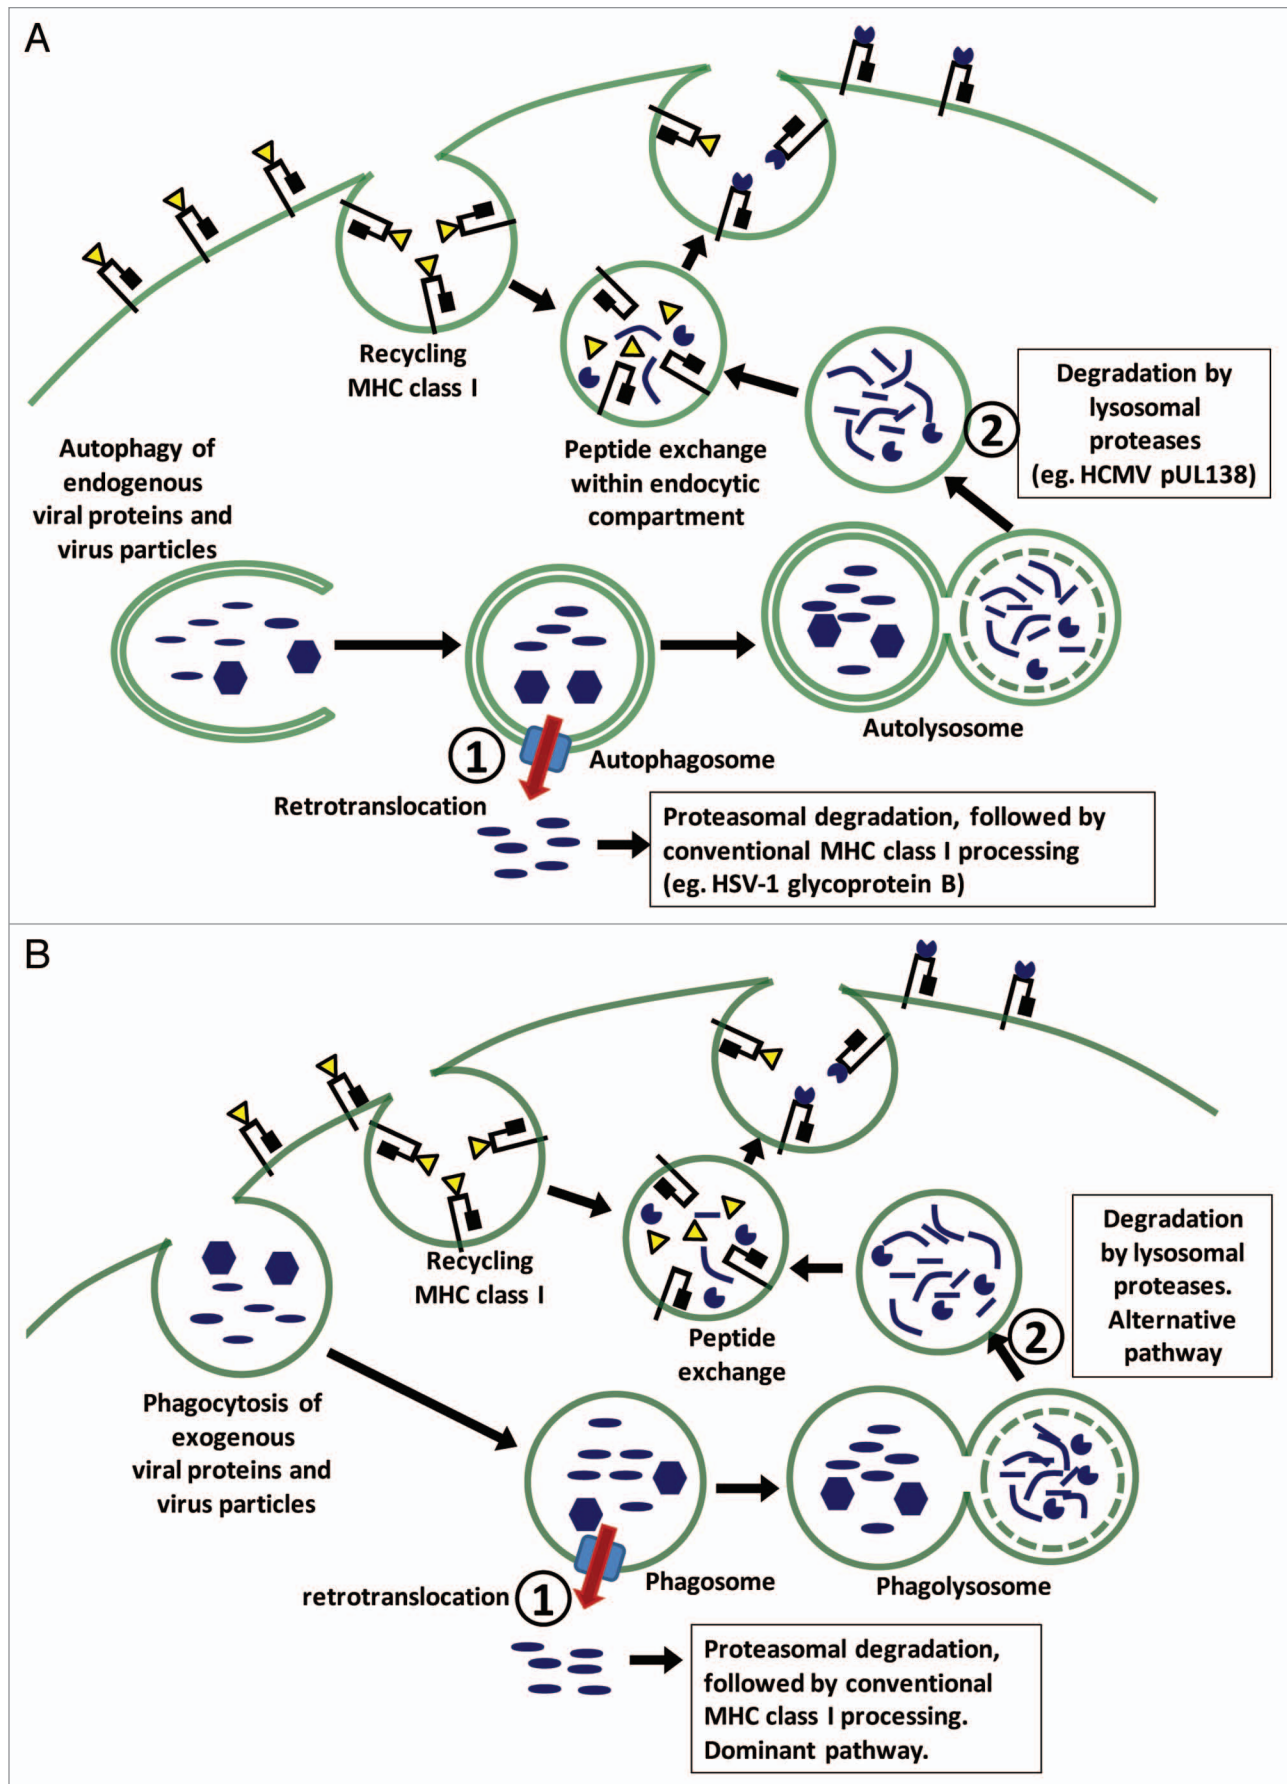 A
Recycling
MHC class I
Autophagy of
endogenous
viral proteins and
virus particles
Peptide exchange
within endocytic
compartment
2
Degradation by
lysosomal
proteases
(eg. HCMV pUL138)
Autolysosome
1
Autophagosome
Retrotranslocation
Proteasomal degradation, followed by
conventional MHC class I processing
(eg. HSV-1 glycoprotein B)
B
Recycling
MHC class I
Peptide
exchange
2
Degradation
by lysosomal
proteases.
Alternative
pathway
Phagocytosis of
exogenous
viral proteins and
virus particles
Phagosome
Phagolysosome
retrotranslocation
1
Proteasomal degradation,
followed by conventional
MHC class I processing.
Dominant pathway.